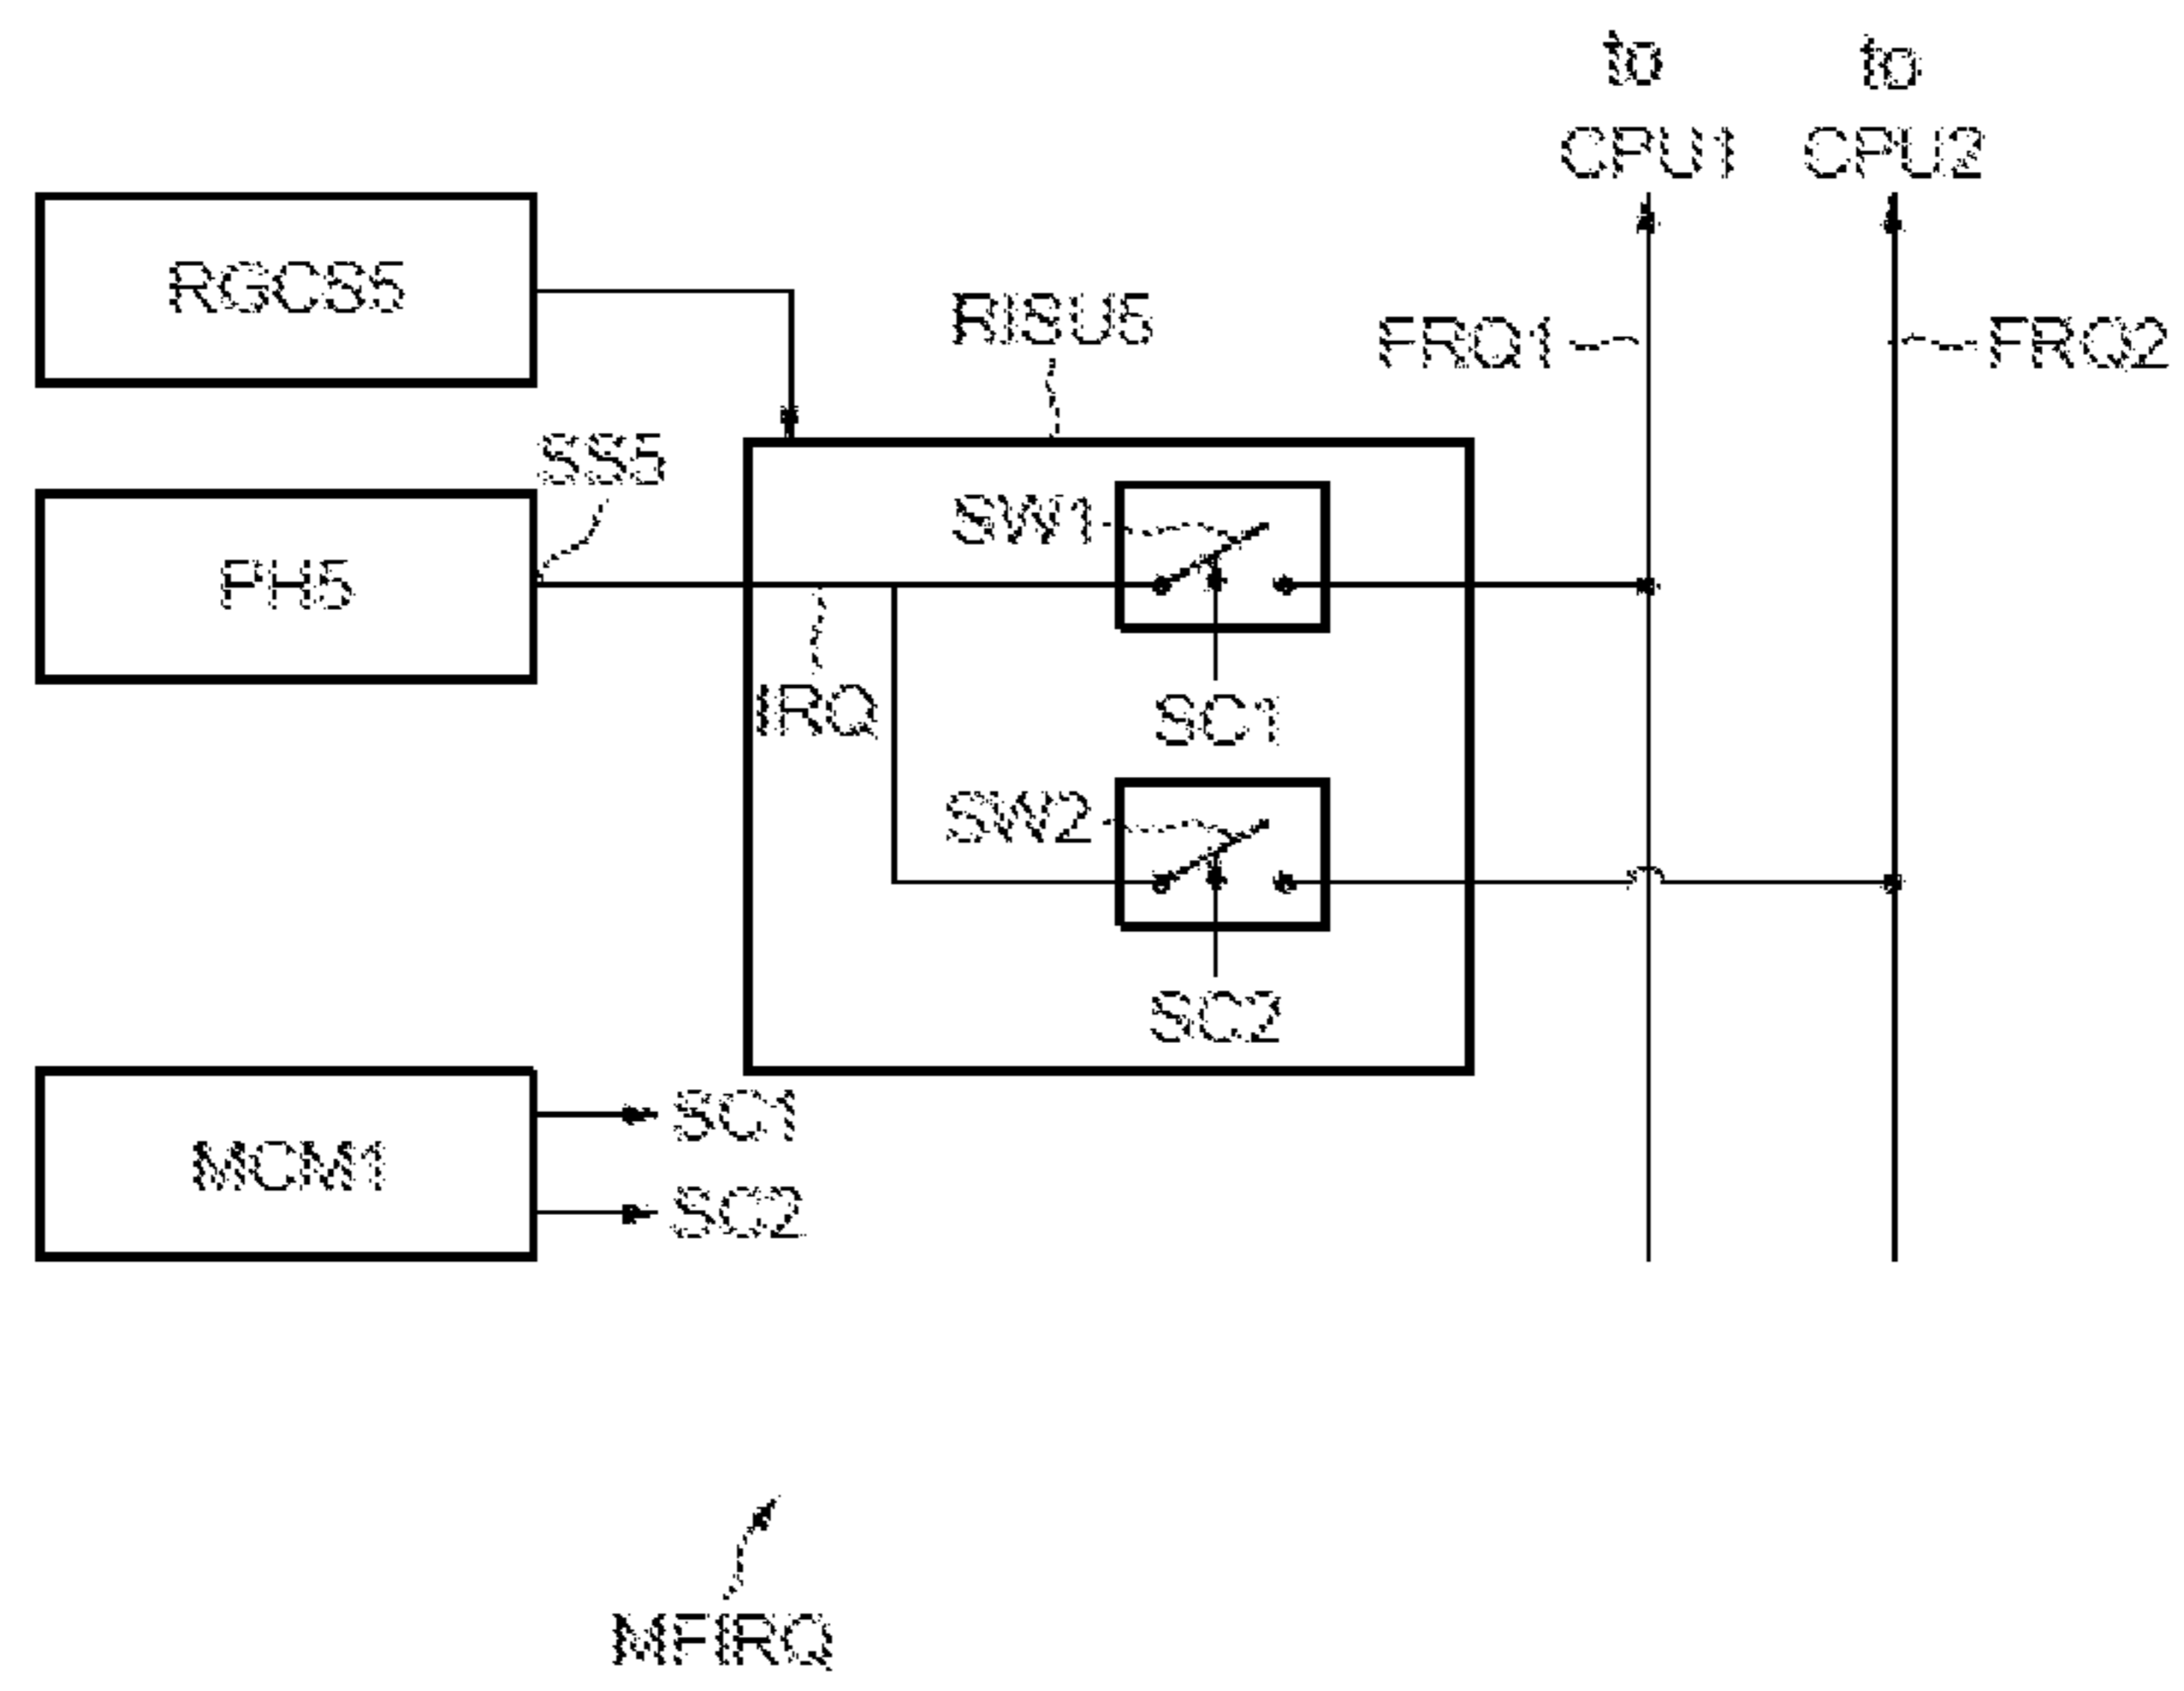 to
CPU1
to
CPU2
RGCS5
RISU5
FRQ1
FRQ2
SS5
SW1
PH5
IRQ
SC1
SW2
SC2
MCM1
SC1
SC2
MFIRQ